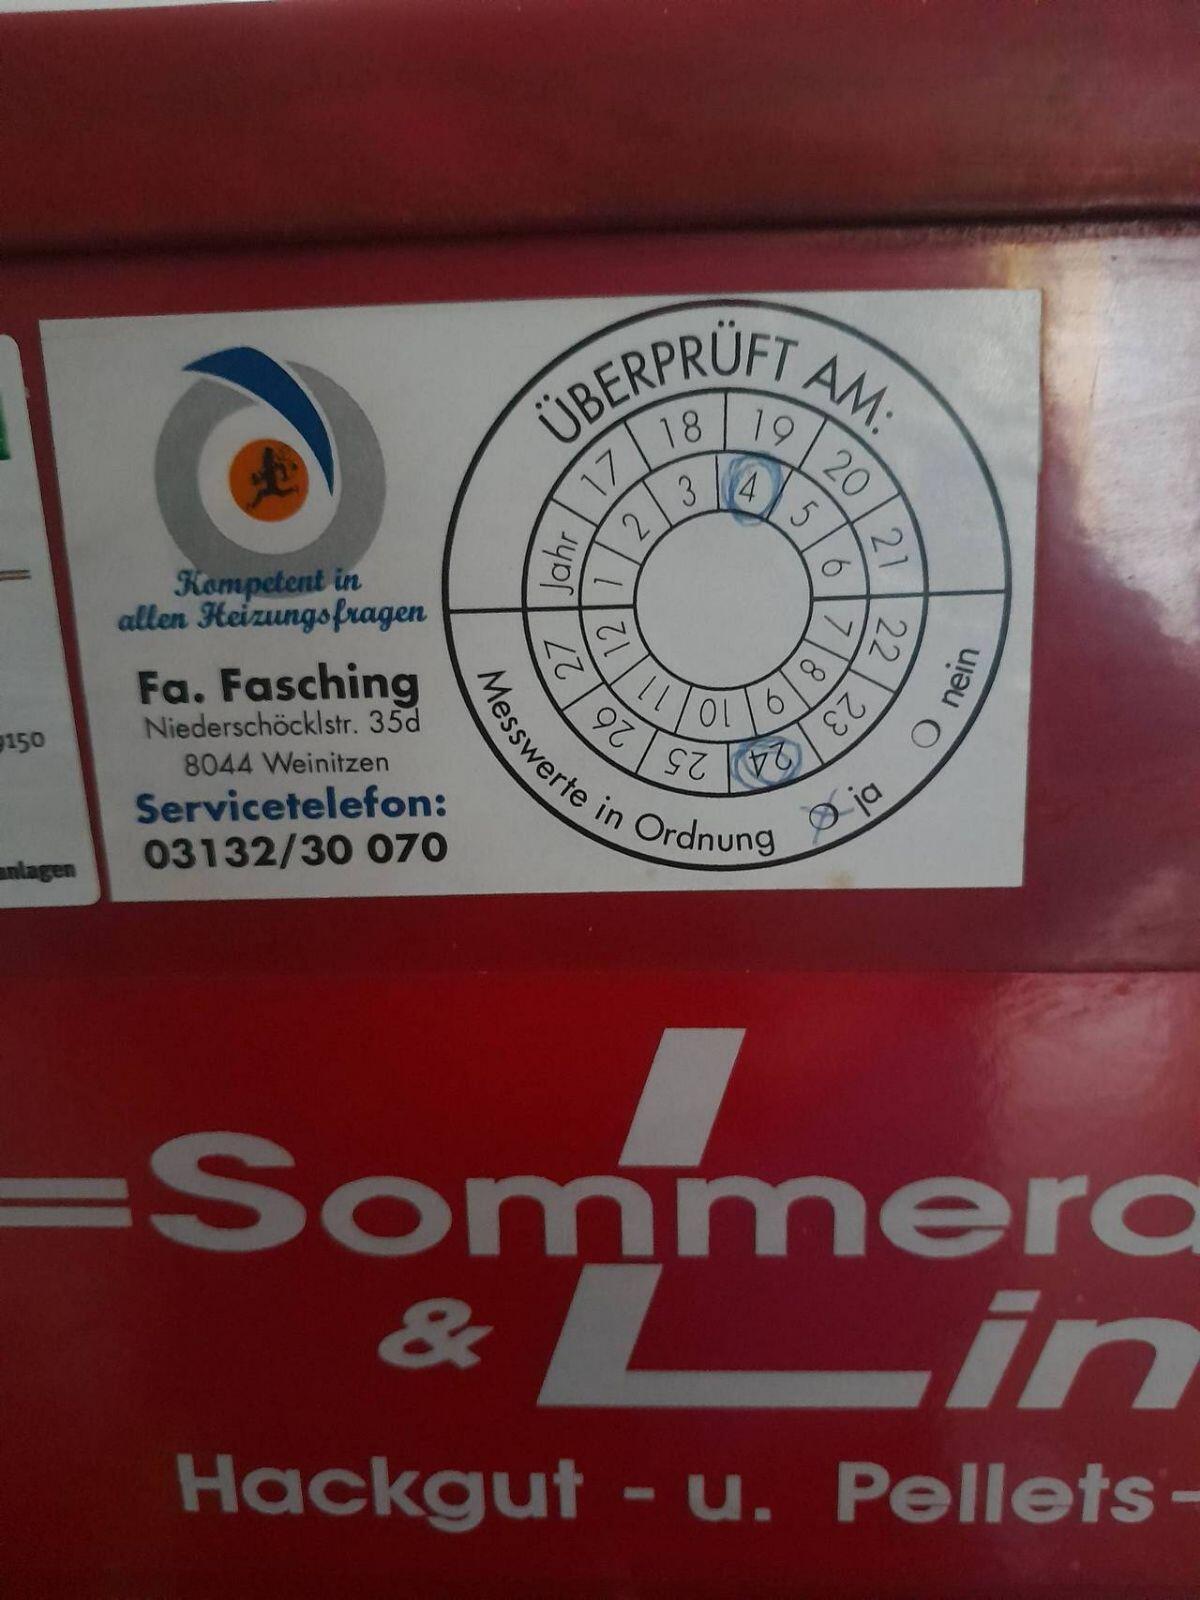 Kompetent in
allen Heizungsfragen
Fa. Fasching
Niederschöcklstr. 35d
8044 Weinitzen
Servicetelefon:
03132/30 070
ÜBERPRÜFT AM:
Jahr 17 18 19 20 21 22 23 24 25 26 27
1 2 3 4 5 6 7 8 9 10 11 12
Messwerte in Ordnung ja nein
9150
anlagen
=Sommera
& Lin
Hackgut - u. Pellets-